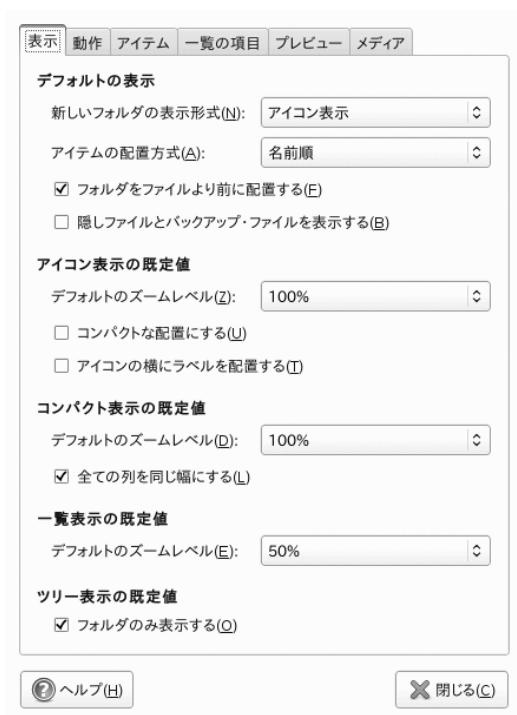 表示 動作 アイテム 一覧の項目 プレビュー メディア
デフォルトの表示
新しいフォルダの表示形式(N): アイコン表示
アイテムの配置方式(A): 名前順
フォルダをファイルより前に配置する(F)
隠しファイルとバックアップ・ファイルを表示する(B)
アイコン表示の既定値
デフォルトのズームレベル(Z): 100%
コンパクトな配置にする(U)
アイコンの横にラベルを配置する(T)
コンパクト表示の既定値
デフォルトのズームレベル(D): 100%
全ての列を同じ幅にする(L)
一覧表示の既定値
デフォルトのズームレベル(E): 50%
ツリー表示の既定値
フォルダのみ表示する(O)
ヘルプ(H) 閉じる(C)